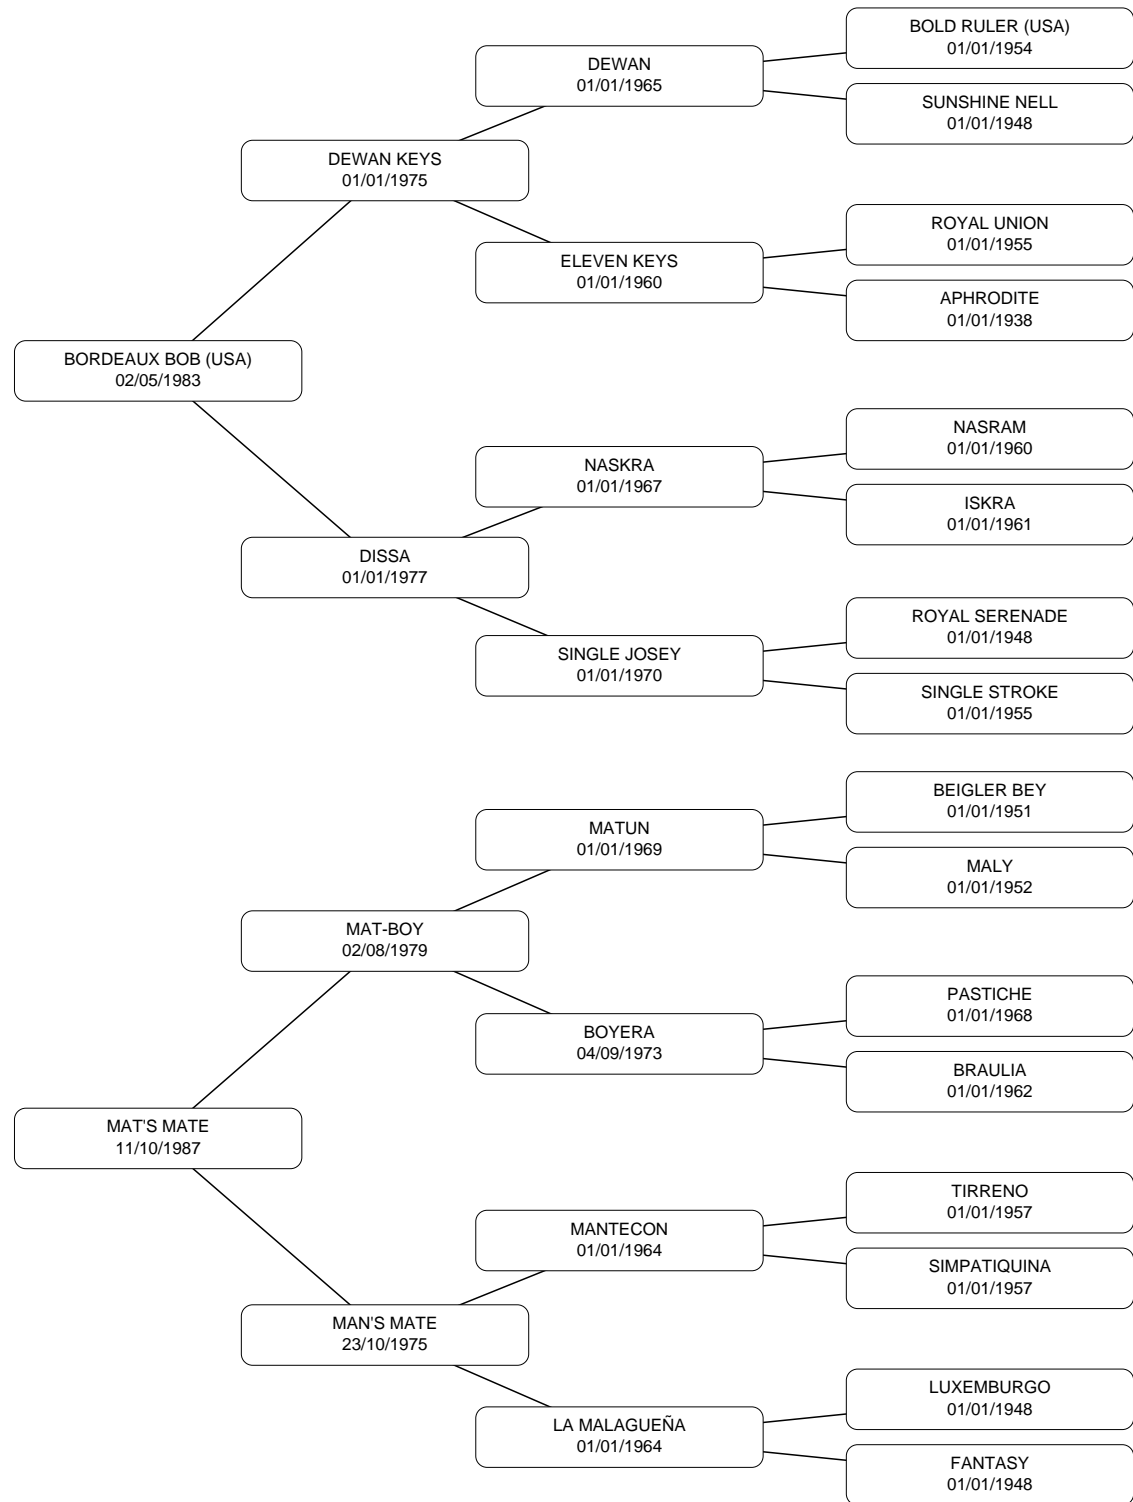 BOLD RULER (USA)
01/01/1954
DEWAN
01/01/1965
SUNSHINE NELL
01/01/1948
DEWAN KEYS
01/01/1975
ROYAL UNION
01/01/1955
ELEVEN KEYS
01/01/1960
APHRODITE
01/01/1938
BORDEAUX BOB (USA)
02/05/1983
NASRAM
01/01/1960
NASKRA
01/01/1967
ISKRA
01/01/1961
DISSA
01/01/1977
ROYAL SERENADE
01/01/1948
SINGLE JOSEY
01/01/1970
SINGLE STROKE
01/01/1955
BEIGLER BEY
01/01/1951
MATUN
01/01/1969
MALY
01/01/1952
MAT-BOY
02/08/1979
PASTICHE
01/01/1968
BOYERA
04/09/1973
BRAULIA
01/01/1962
MAT'S MATE
11/10/1987
TIRRENO
01/01/1957
MANTECON
01/01/1964
SIMPATIQUINA
01/01/1957
MAN'S MATE
23/10/1975
LUXEMBURGO
01/01/1948
LA MALAGUEÑA
01/01/1964
FANTASY
01/01/1948